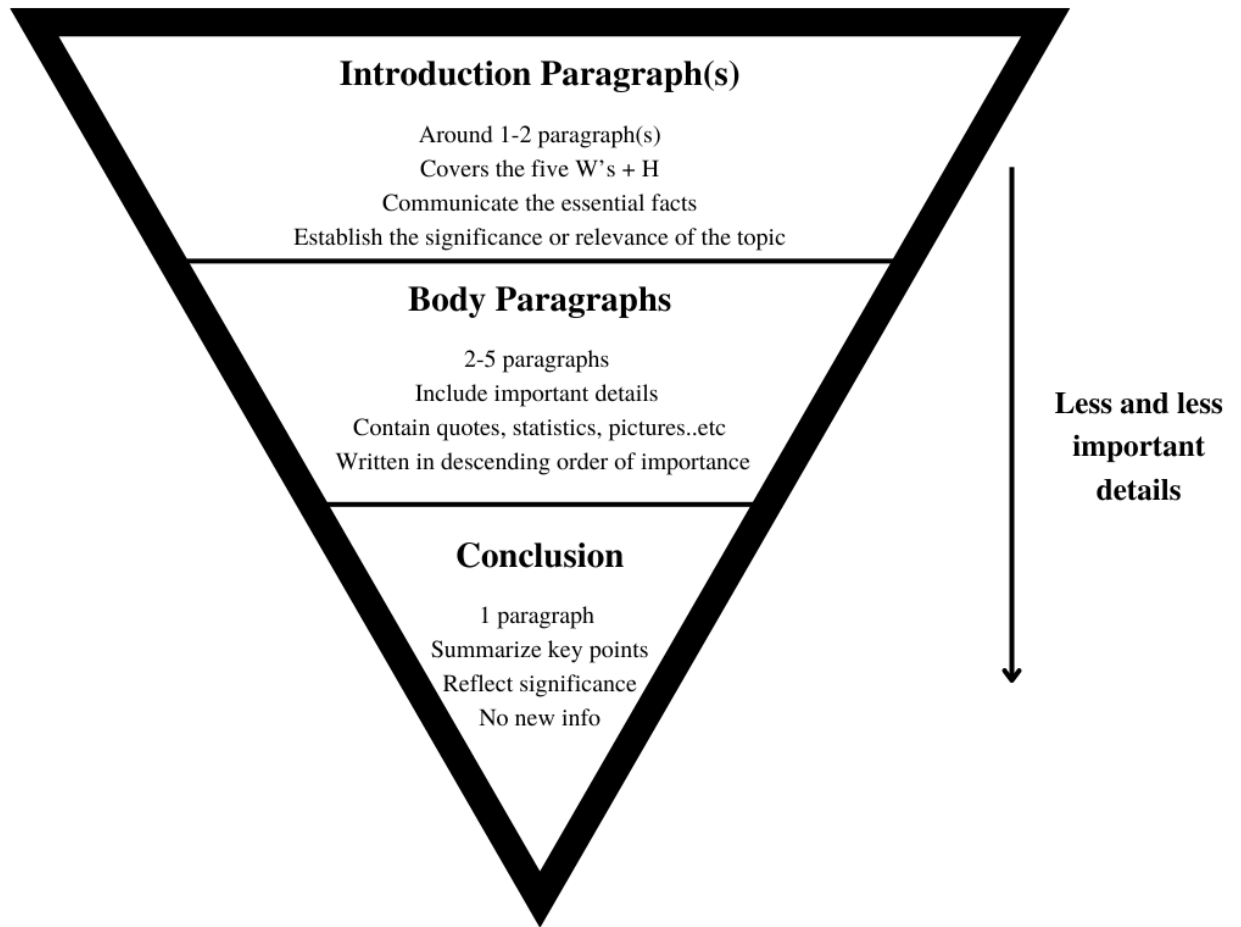 Introduction Paragraph(s)
Around 1-2 paragraph(s)
Covers the five W’s + H
Communicate the essential facts
Establish the significance or relevance of the topic
Body Paragraphs
2-5 paragraphs
Include important details
Contain quotes, statistics, pictures..etc
Written in descending order of importance
Conclusion
1 paragraph
Summarize key points
Reflect significance
No new info
Less and less
important
details